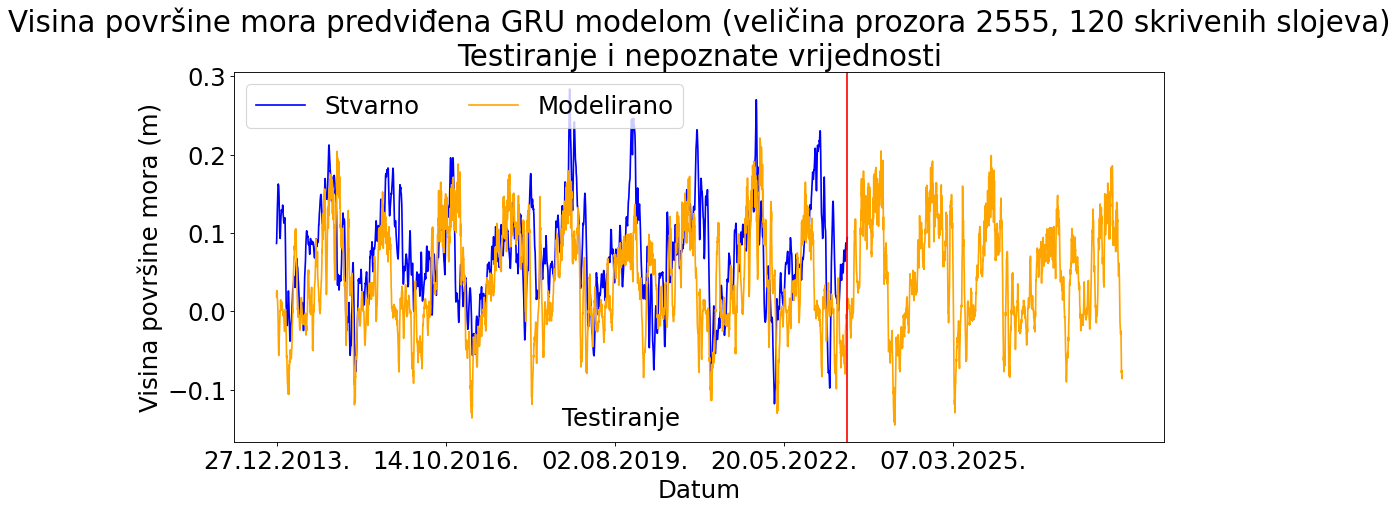 Visina površine mora predviđena GRU modelom (veličina prozora 2555, 120 skrivenih slojeva)
Testiranje i nepoznate vrijednosti
Stvarno
Modelirano
Visina površine mora (m)
0.3
0.2
0.1
0.0
−0.1
Testiranje
27.12.2013.
14.10.2016.
02.08.2019.
20.05.2022.
07.03.2025.
Datum